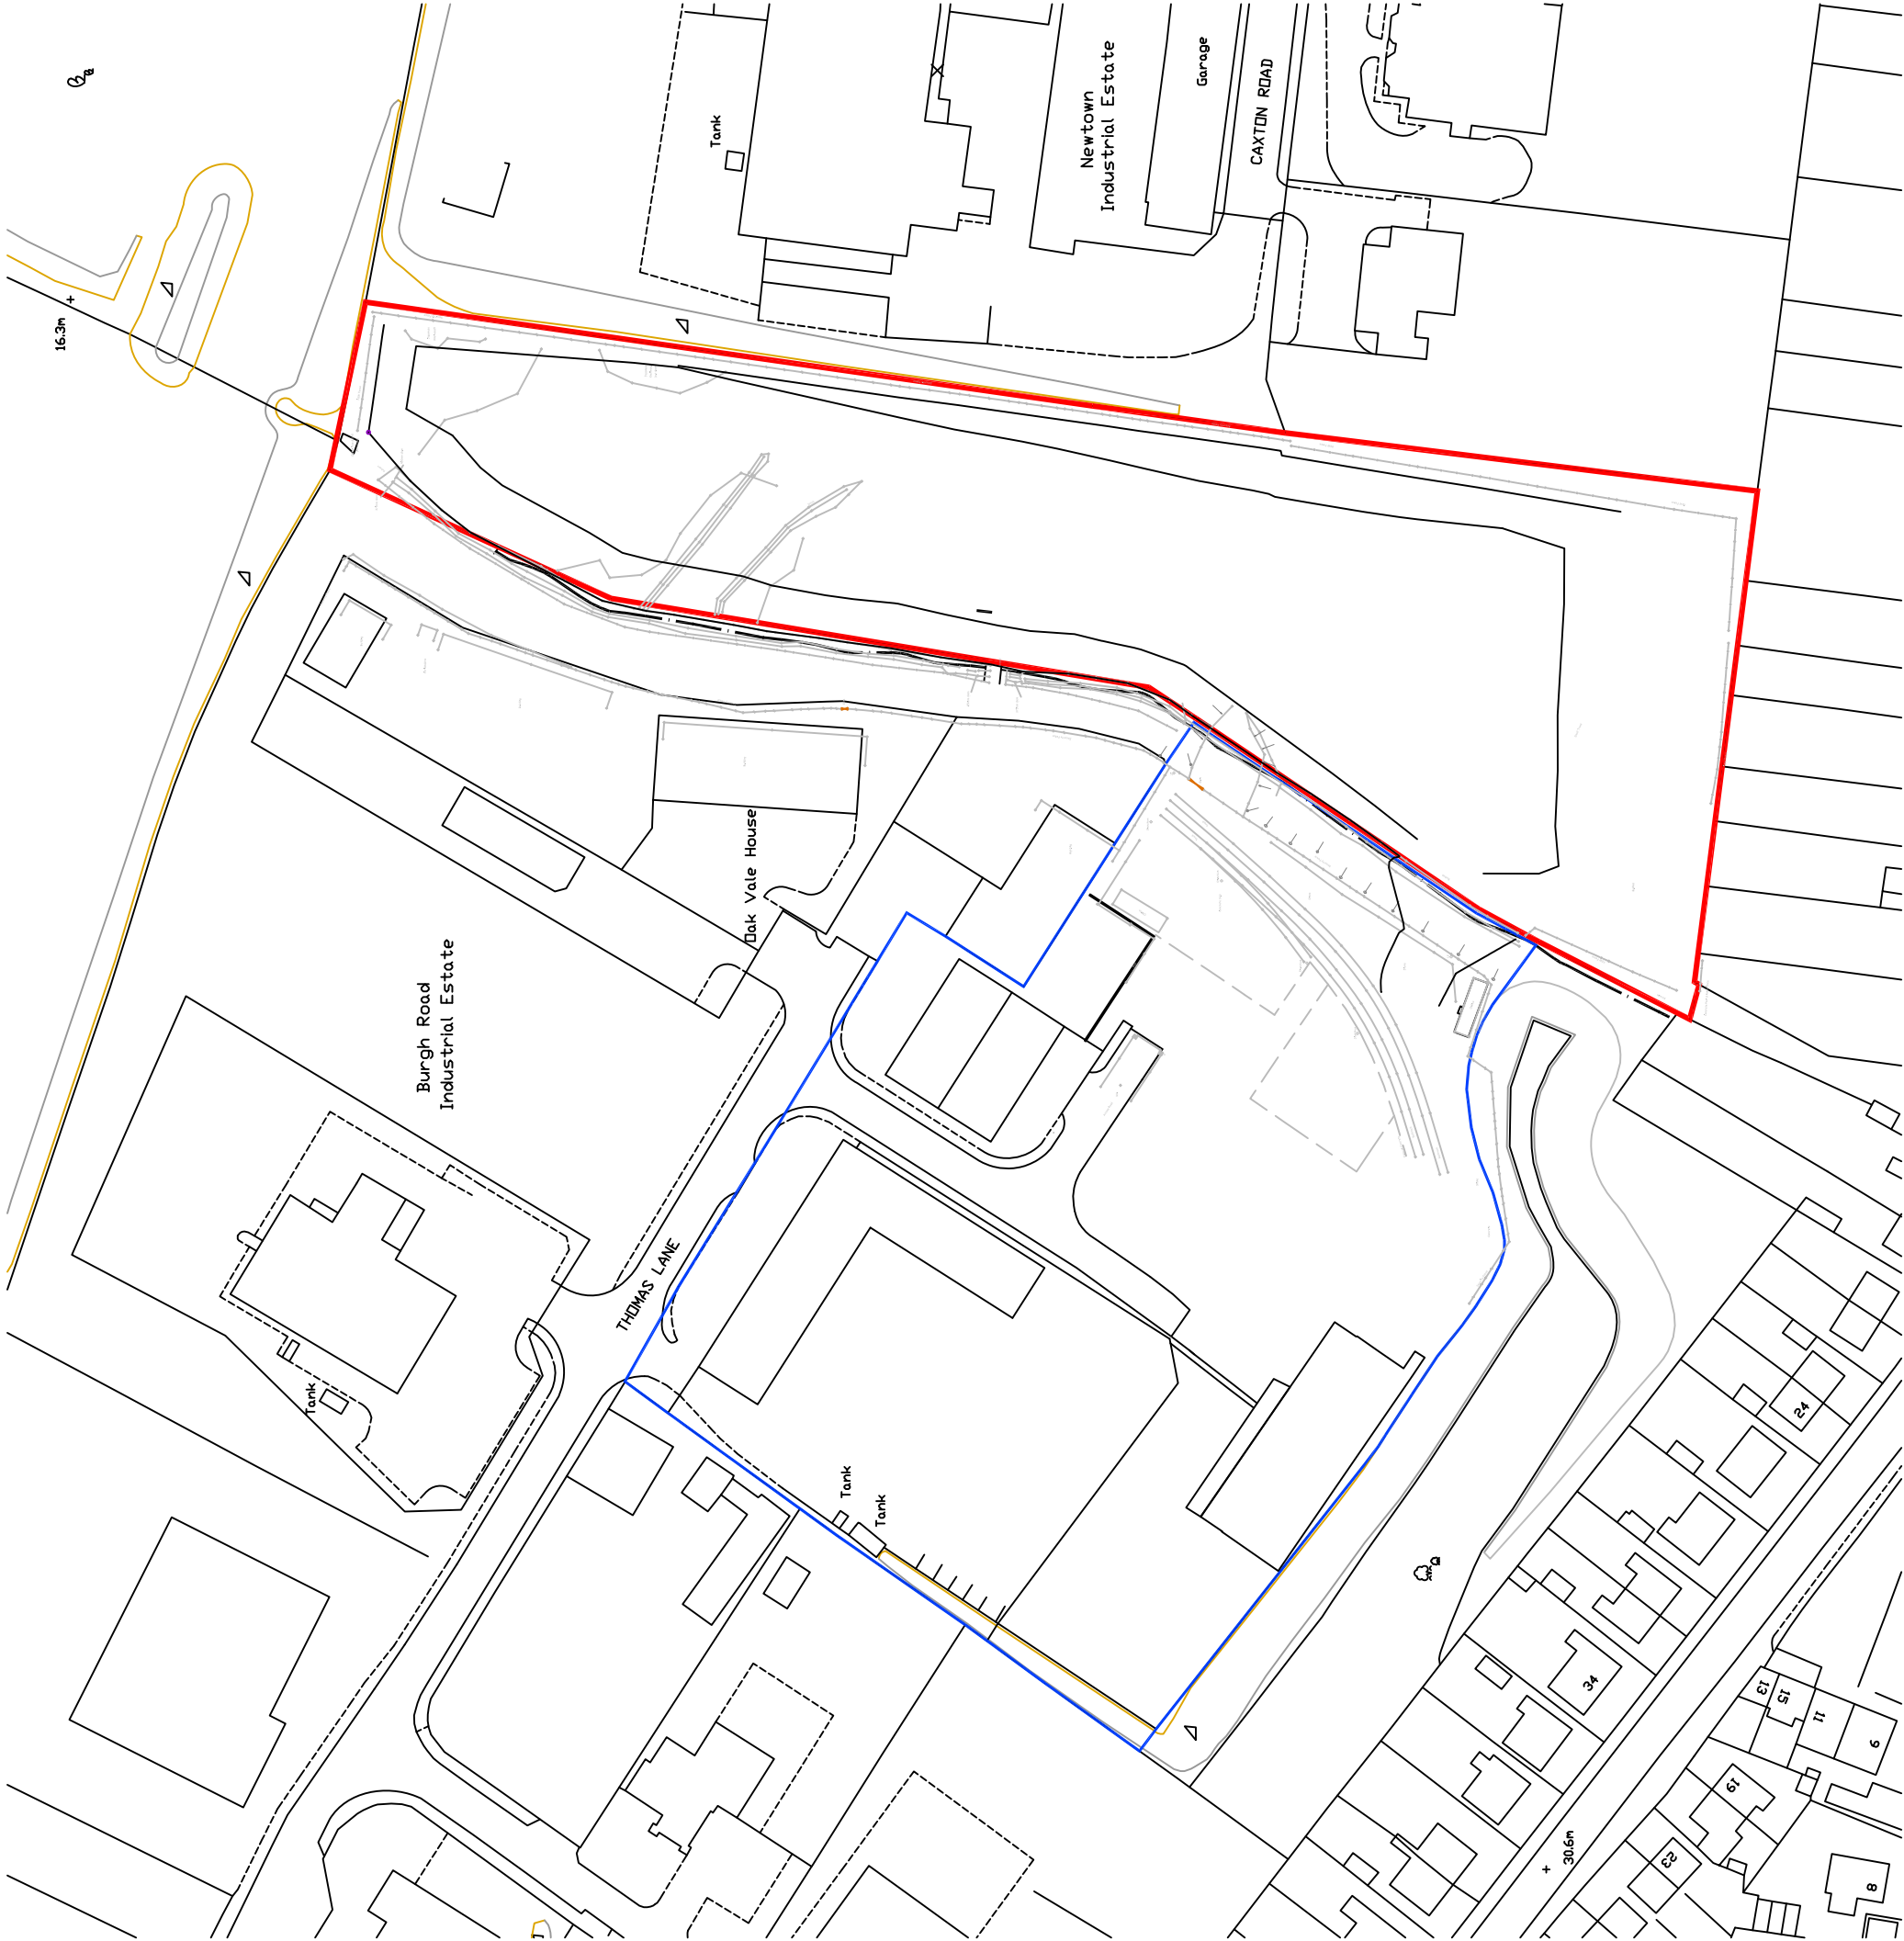 Tank
Newtown
Industrial Estate
Garage
CAXTON ROAD
16.3m
Oak Vale House
Burgh Road
Industrial Estate
THOMAS LANE
Tank
Tank
Tank
24
34
13
15
11
9
19
23
8
30.6m